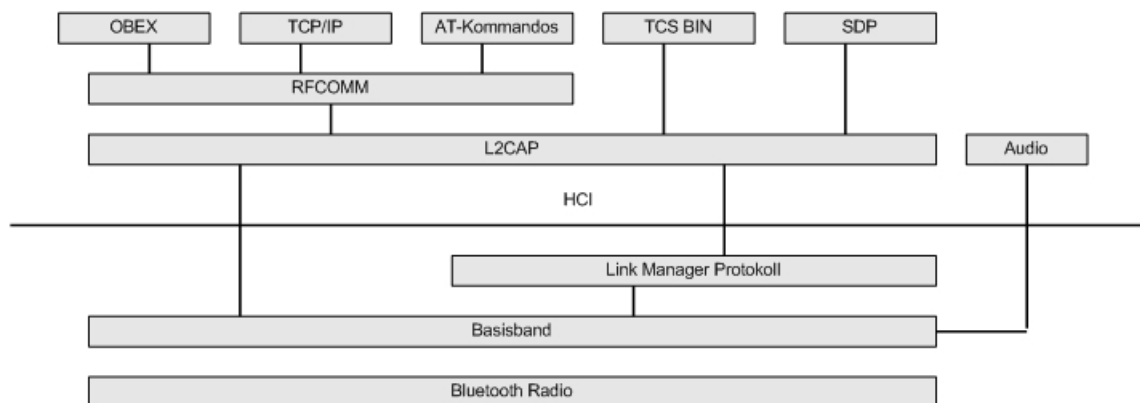 OBEX
TCP/IP
AT-Kommandos
TCS BIN
SDP
RFCOMM
L2CAP
Audio
HCI
Link Manager Protokoll
Basisband
Bluetooth Radio